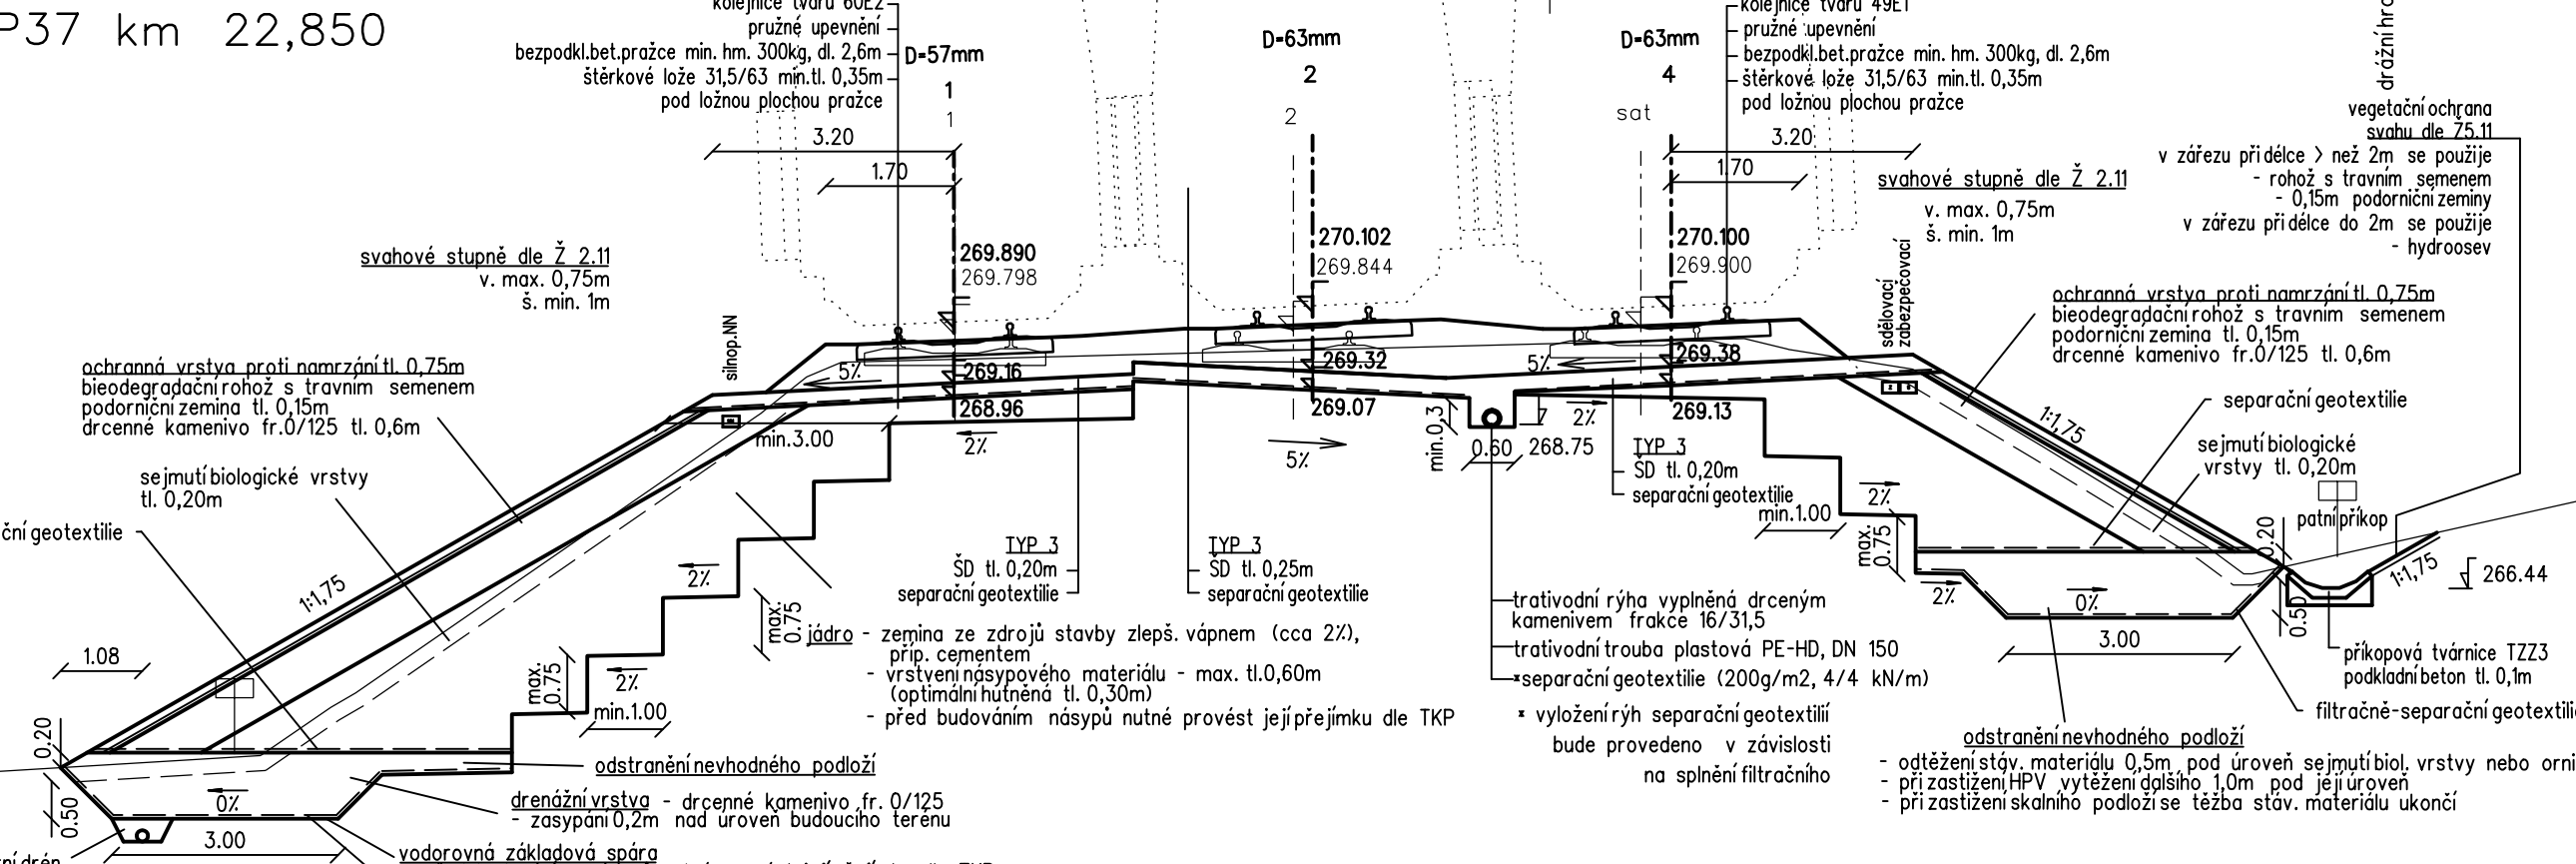 P37 km 22,850
kolejnice tvaru 60E2
pružné upevnění
bezpodkl.bet.pražce min. hm. 300kg, dl. 2,6m
štěrkové lože 31,5/63 min.tl. 0,35m
pod ložnou plochou pražce
D=57mm
1
1
3.20
1.70
D=63mm
2
2
D=63mm
4
sat
kolejnice tvaru 49E1
pružné upevnění
bezpodkl.bet.pražce min. hm. 300kg, dl. 2,6m
štěrkové lože 31,5/63 min.tl. 0,35m
pod ložnou plochou pražce
3.20
1.70
svahové stupně dle Ž 2.11
v. max. 0,75m
š. min. 1m
vegetační ochrana
svahu dle Ž5.11
v zářezu při délce > než 2m se použije
- rohož s travním semenem
- 0,15m podorniční zeminy
v zářezu při délce do 2m se použije
- hydroosev
svahové stupně dle Ž 2.11
v. max. 0,75m
š. min. 1m
269.890
269.798
270.102
269.844
270.100
269.900
silnop.NN
sdělovací
zabezpečovací
ochranná vrstva proti namrzání tl. 0,75m
bieodegradační rohož s travním semenem
podorniční zemina tl. 0,15m
drcenné kamenivo fr.0/125 tl. 0,6m
ochranná vrstva proti namrzání tl. 0,75m
bieodegradační rohož s travním semenem
podorniční zemina tl. 0,15m
drcenné kamenivo fr.0/125 tl. 0,6m
5%
269.16
268.96
269.32
269.07
5%
269.38
269.13
min.3.00
2%
5%
min.0,3
0.60
7
268.75
2%
TYP 3
ŠD tl. 0,20m
separační geotextilie
1:1,75
separační geotextilie
sejmutí biologické
vrstvy tl. 0,20m
patní příkop
sejmutí biologické vrstvy
tl. 0,20m
ční geotextilie
1:1,75
2%
max.
0.75
TYP 3
ŠD tl. 0,20m
separační geotextilie
TYP 3
ŠD tl. 0,25m
separační geotextilie
min.1.00
2%
max.
0.75
2%
0%
3.00
0.20
0.50
1:1,75
266.44
jádro - zemina ze zdrojů stavby zlepš. vápnem (cca 2%),
příp. cementem
- vrstvení násypového materiálu - max. tl.0,60m
(optimální hutněná tl. 0,30m)
- před budováním násypů nutné provést její přejímku dle TKP
trativodní rýha vyplněná drceným
kamenivem frakce 16/31,5
trativodní trouba plastová PE-HD, DN 150
*separační geotextilie (200g/m2, 4/4 kN/m)
* vyložení rýh separační geotextilií
bude provedeno v závislosti
na splnění filtračního
příkopová tvárnice TZZ3
podkladní beton tl. 0,1m
filtračně-separační geotextili
1.08
max.
0.75
2%
min.1.00
0.20
0.50
0%
3.00
odstranění nevhodného podloží
drenážní vrstva - drcenné kamenivo fr. 0/125
- zasypání 0,2m nad úroveň budoucího terénu
vodorovná základová spára
odstranění nevhodného podloží
- odtěžení stáv. materiálu 0,5m pod úroveň sejmutí biol. vrstvy nebo orni
- při zastižení HPV vytěžení dalšího 1,0m pod její úroveň
- při zastižení skalního podloží se těžba stáv. materiálu ukončí